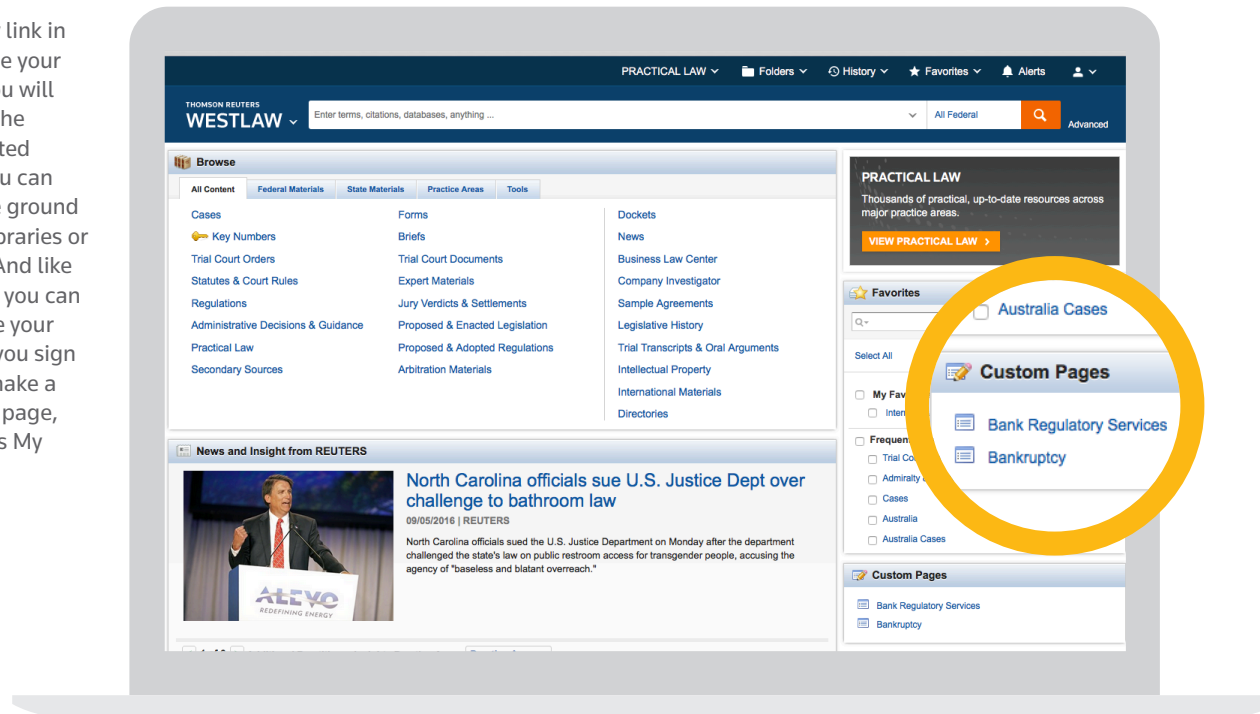 link in
e your
u will
he
ted
u can
e ground
braries or
And like
you can
e your
you sign
make a
page,
s My
PRACTICAL LAW
Folders
History
Favorites
Alerts
THOMSON REUTERS
WESTLAW
Enter terms, citations, databases, anything ...
All Federal
Advanced
Browse
All Content
Federal Materials
State Materials
Practice Areas
Tools
Cases
Key Numbers
Trial Court Orders
Statutes & Court Rules
Regulations
Administrative Decisions & Guidance
Practical Law
Secondary Sources
Forms
Briefs
Trial Court Documents
Expert Materials
Jury Verdicts & Settlements
Proposed & Enacted Legislation
Proposed & Adopted Regulations
Arbitration Materials
Dockets
News
Business Law Center
Company Investigator
Sample Agreements
Legislative History
Trial Transcripts & Oral Arguments
Intellectual Property
International Materials
Directories
PRACTICAL LAW
Thousands of practical, up-to-date resources across
major practice areas.
VIEW PRACTICAL LAW
Favorites
Select All
My Fav
Inter
Frequen
Trial Co
Admiralty
Cases
Australia
Australia Cases
Custom Pages
Bank Regulatory Services
Bankruptcy
Australia Cases
Custom Pages
Bank Regulatory Services
Bankruptcy
News and Insight from REUTERS
North Carolina officials sue U.S. Justice Dept over
challenge to bathroom law
09/05/2016 | REUTERS
North Carolina officials sued the U.S. Justice Department on Monday after the department
challenged the state's law on public restroom access for transgender people, accusing the
agency of "baseless and blatant overreach."
ALEVO
REDEFINING ENERGY